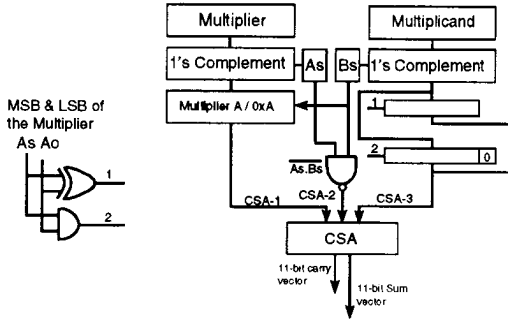 Multiplier
Multiplicand
1's Complement
As
Bs
1's Complement
Multiplier A / 0xA
1
MSB & LSB of
the Multiplier
As Ao
1
2
2
0
As.Bs
CSA-1
CSA-2
CSA-3
CSA
11-bit carry
vector
11-bit Sum
vector